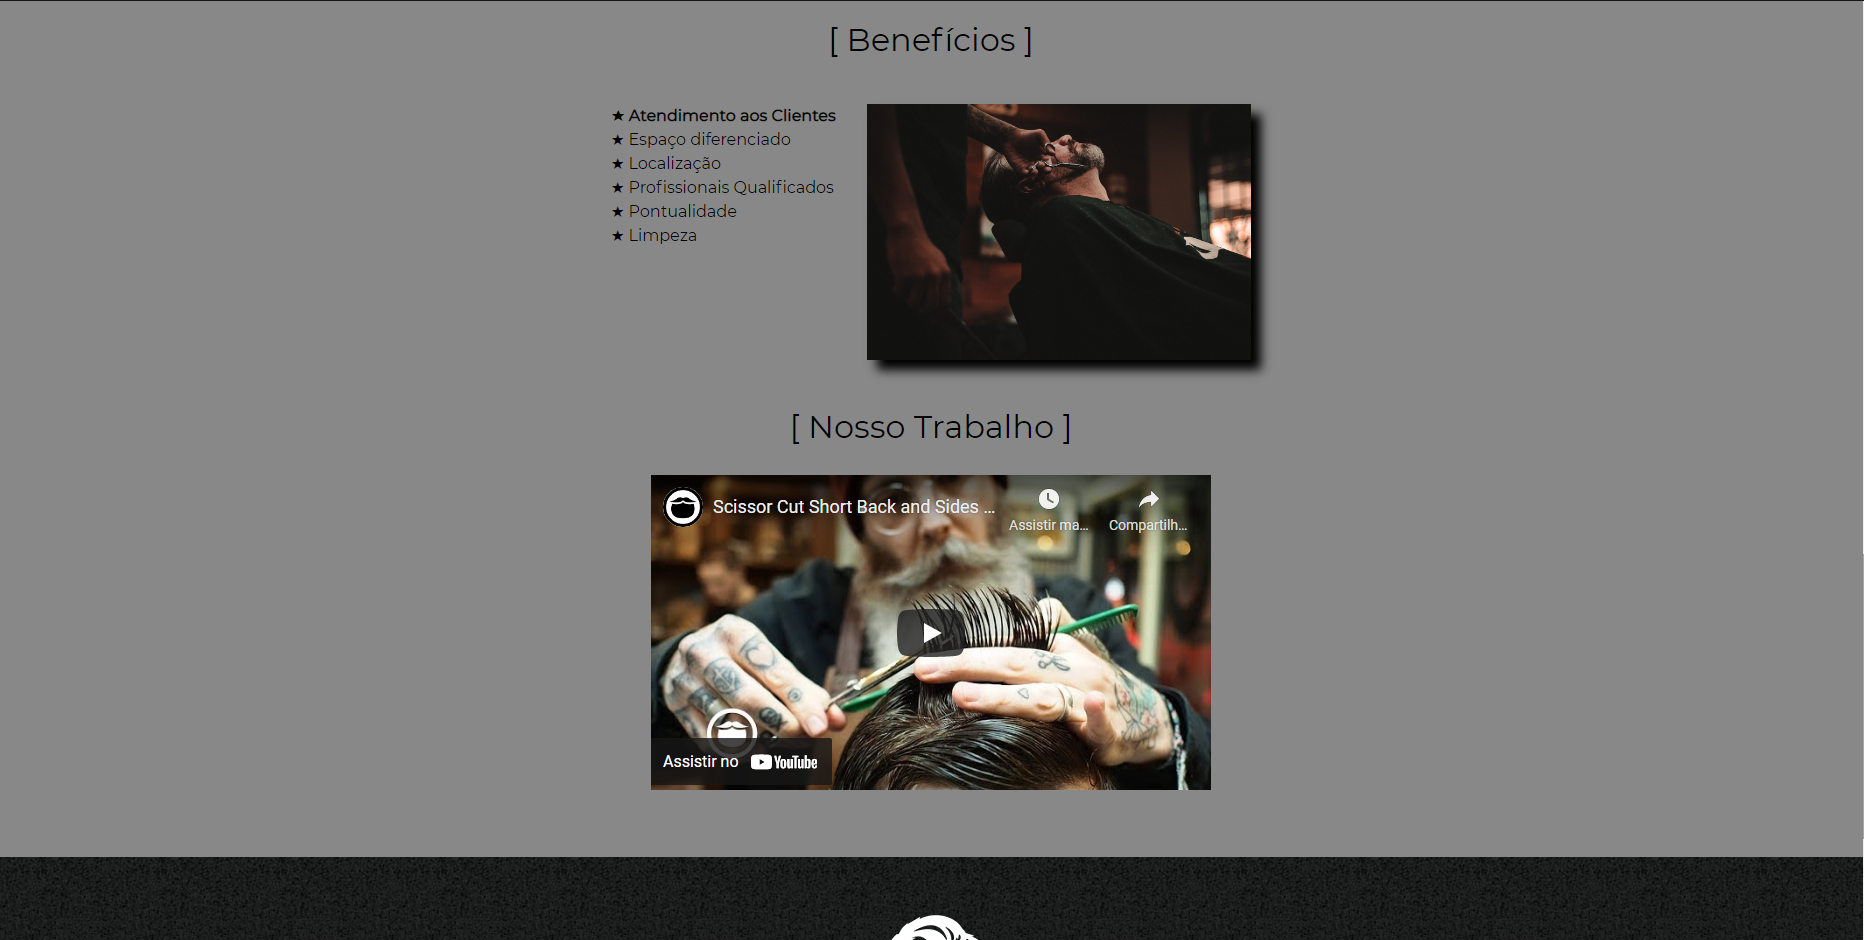 [ Benefícios ]
★ Atendimento aos Clientes
★ Espaço diferenciado
★ Localização
★ Profissionais Qualificados
★ Pontualidade
★ Limpeza
[ Nosso Trabalho ]
Scissor Cut Short Back and Sides ...
Assistir ma...
Compartilh...
Assistir no YouTube